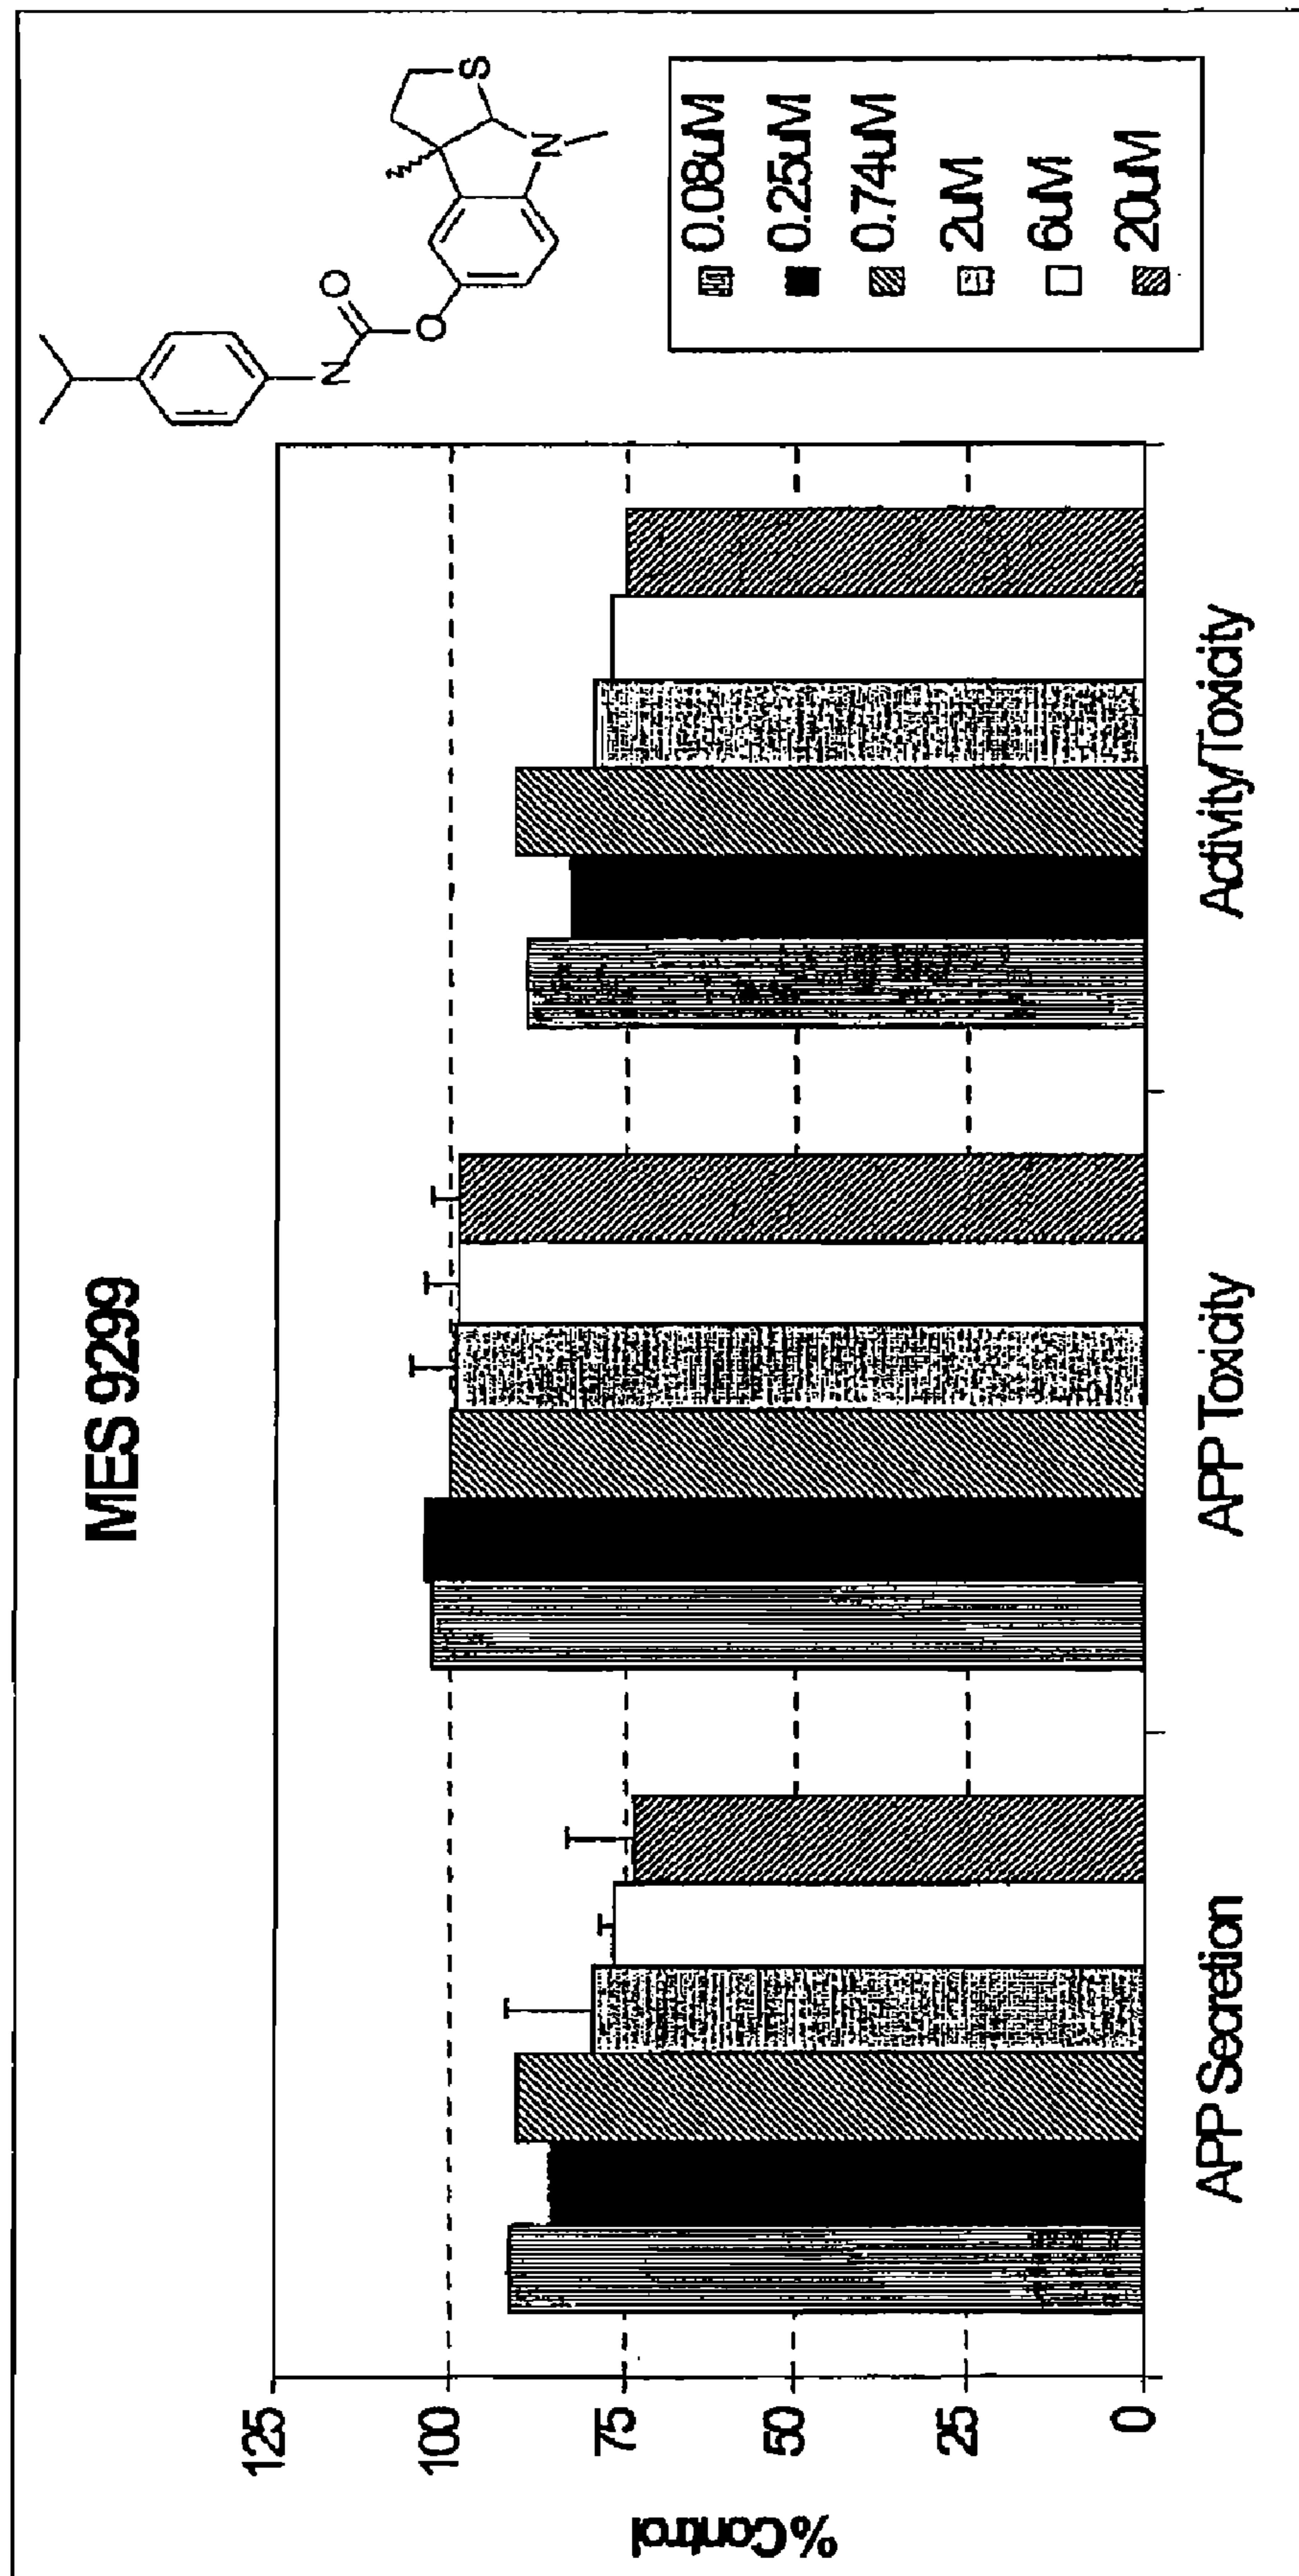 MES 9299
N
O
O
N
S
% Control
125
100
75
50
25
0
APP Secretion
APP Toxicity
Activity/Toxicity
0.08uM
0.25uM
0.74uM
2uM
6uM
20uM